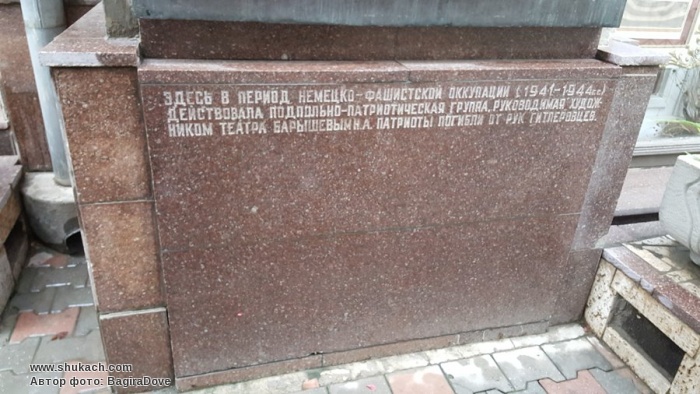 ЗДЕСЬ В ПЕРИОД НЕМЕЦКО-ФАШИСТСКОЙ ОККУПАЦИИ (1941-1944г.г.)
ДЕЙСТВОВАЛА ПОДПОЛЬНО-ПАТРИОТИЧЕСКАЯ ГРУППА, РУКОВОДИМАЯ ХУДОЖ-
НИКОМ ТЕАТРА БАРЫШЕВЫМ Н.А. ПАТРИОТЫ ПОГИБЛИ ОТ РУК ГИТЛЕРОВЦЕВ.
www.shukach.com
Автор фото: BagiraDove